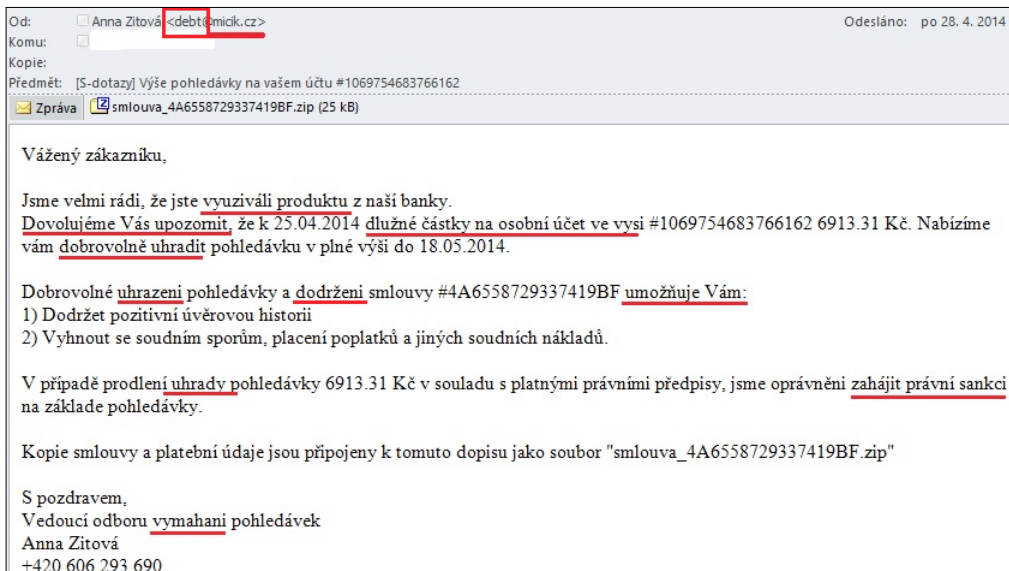 Od: Anna Zitová <debt@micik.cz> Odesláno: po 28. 4. 2014
Komu:
Kopie:
Předmět: [S-dotazy] Výše pohledávky na vašem účtu #1069754683766162
Zpráva smlouva_4A6558729337419BF.zip (25 kB)
Vážený zákazníku,
Jsme velmi rádi, že jste vyuzivály produktu z naší banky.
Dovolujéme Vás upozornit, že k 25.04.2014 dlužné částky na osobní účet ve vysi #1069754683766162 6913.31 Kč. Nabízíme
vám dobrovolně uhradit pohledávku v plné výši do 18.05.2014.
Dobrovolné uhrazeni pohledávky a dodrženi smlouvy #4A6558729337419BF umožňuje Vám:
1) Dodržet pozitivní úvěrovou historii
2) Vyhnout se soudním sporům, placení poplatků a jiných soudních nákladů.
V případě prodlení uhrady pohledávky 6913.31 Kč v souladu s platnými právními předpisy, jsme oprávněni zahájit právní sankci
na základe pohledávky.
Kopie smlouvy a platební údaje jsou připojeny k tomuto dopisu jako soubor "smlouva_4A6558729337419BF.zip"
S pozdravem,
Vedoucí odboru vymahani pohledávek
Anna Zitová
+420 606 293 690